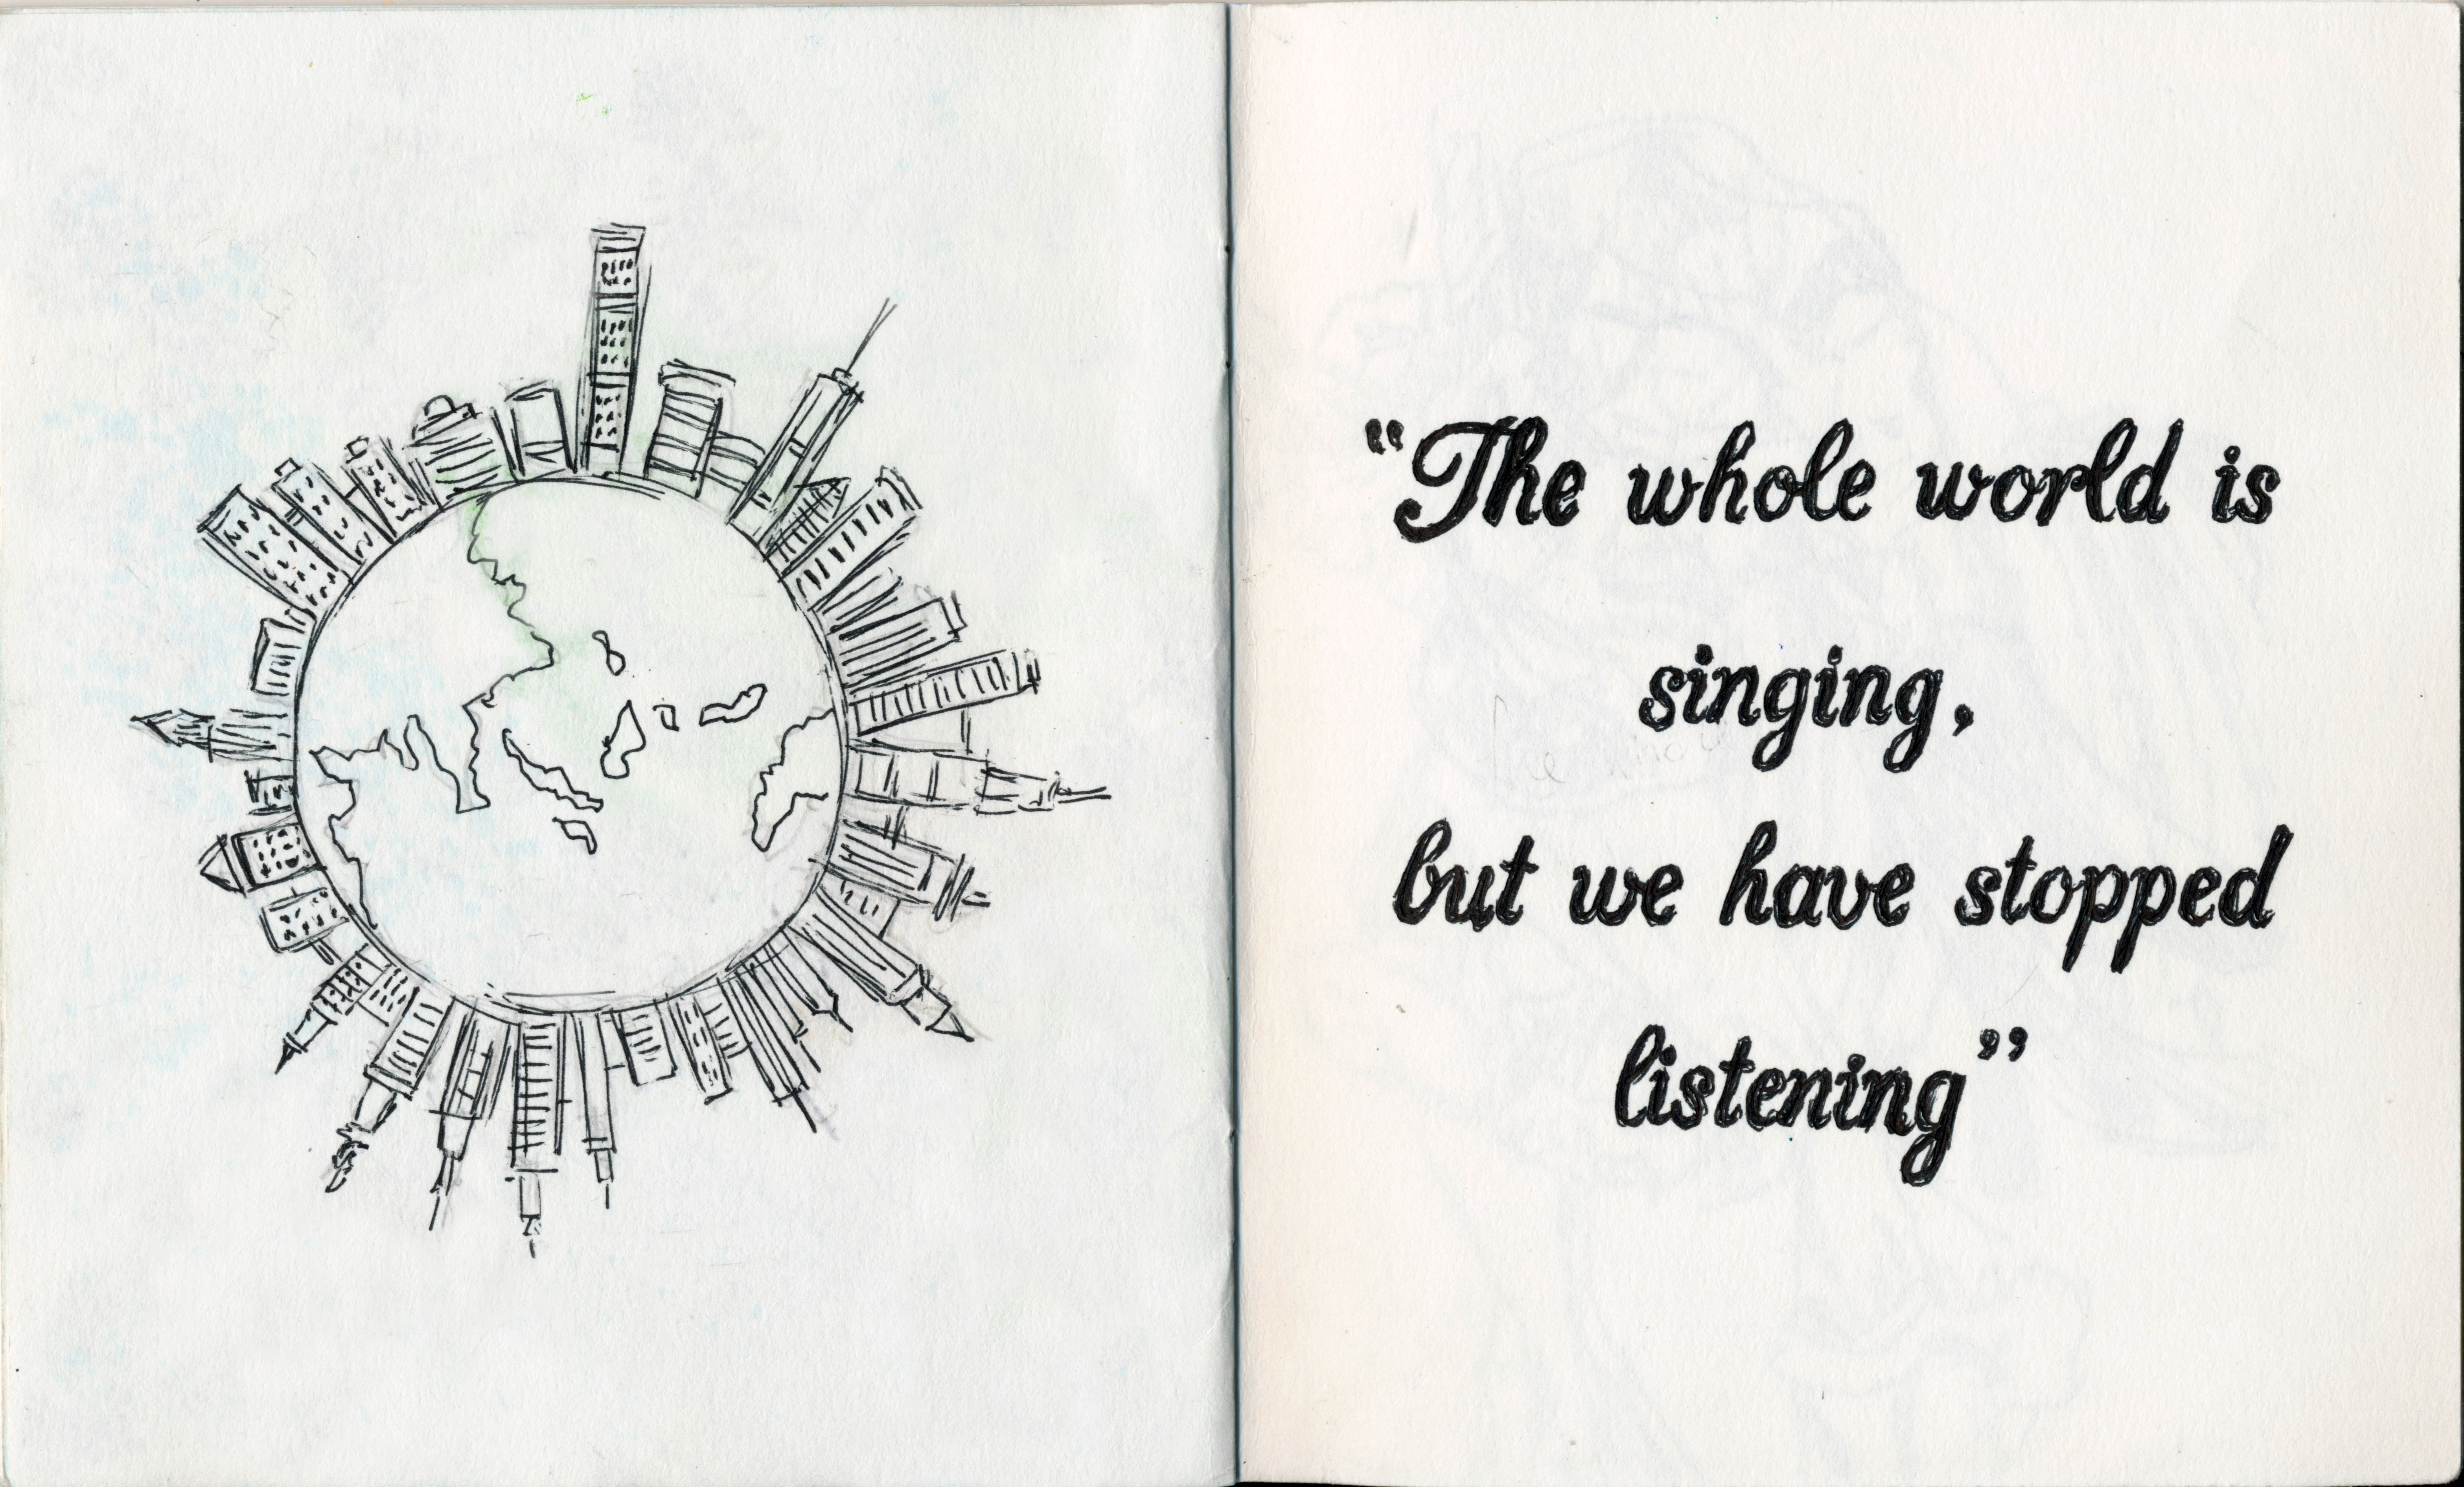 “The whole world is
singing,
but we have stopped
listening”